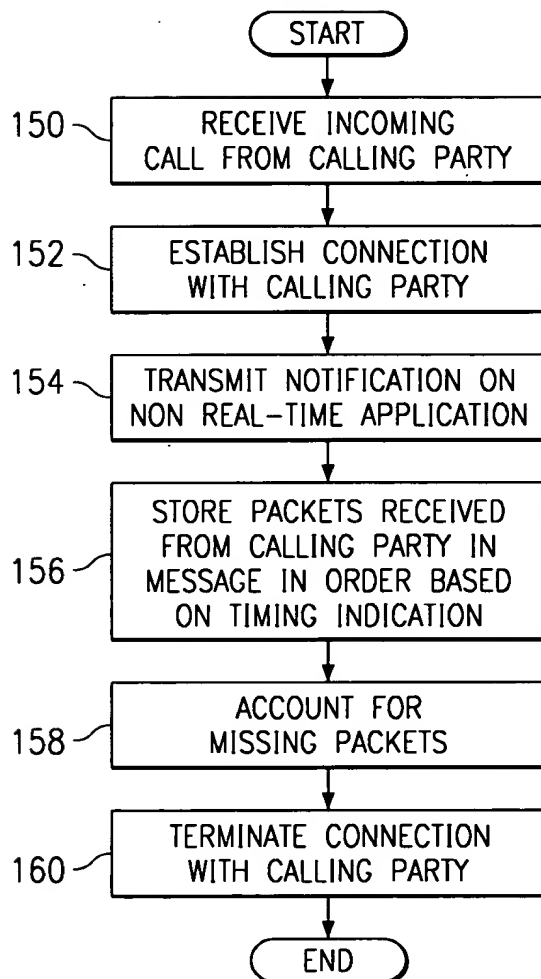 START
150
RECEIVE INCOMING
CALL FROM CALLING PARTY
152
ESTABLISH CONNECTION
WITH CALLING PARTY
154
TRANSMIT NOTIFICATION ON
NON REAL-TIME APPLICATION
156
STORE PACKETS RECEIVED
FROM CALLING PARTY IN
MESSAGE IN ORDER BASED
ON TIMING INDICATION
158
ACCOUNT FOR
MISSING PACKETS
160
TERMINATE CONNECTION
WITH CALLING PARTY
END